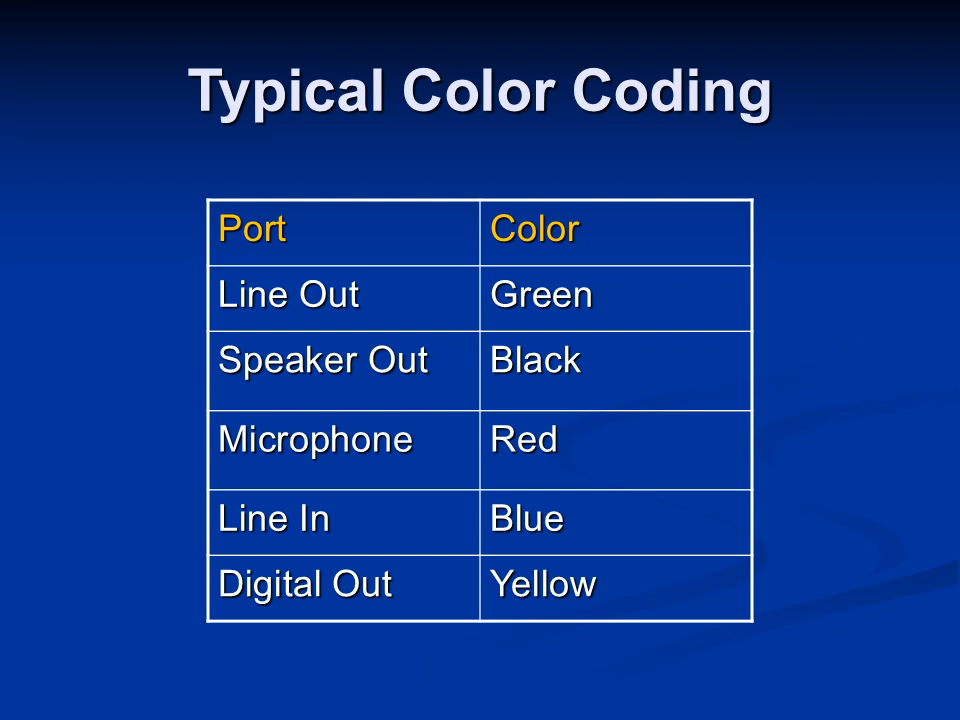 Typical Color Coding
Port Color
Line Out Green
Speaker Out Black
Microphone Red
Line In Blue
Digital Out Yellow